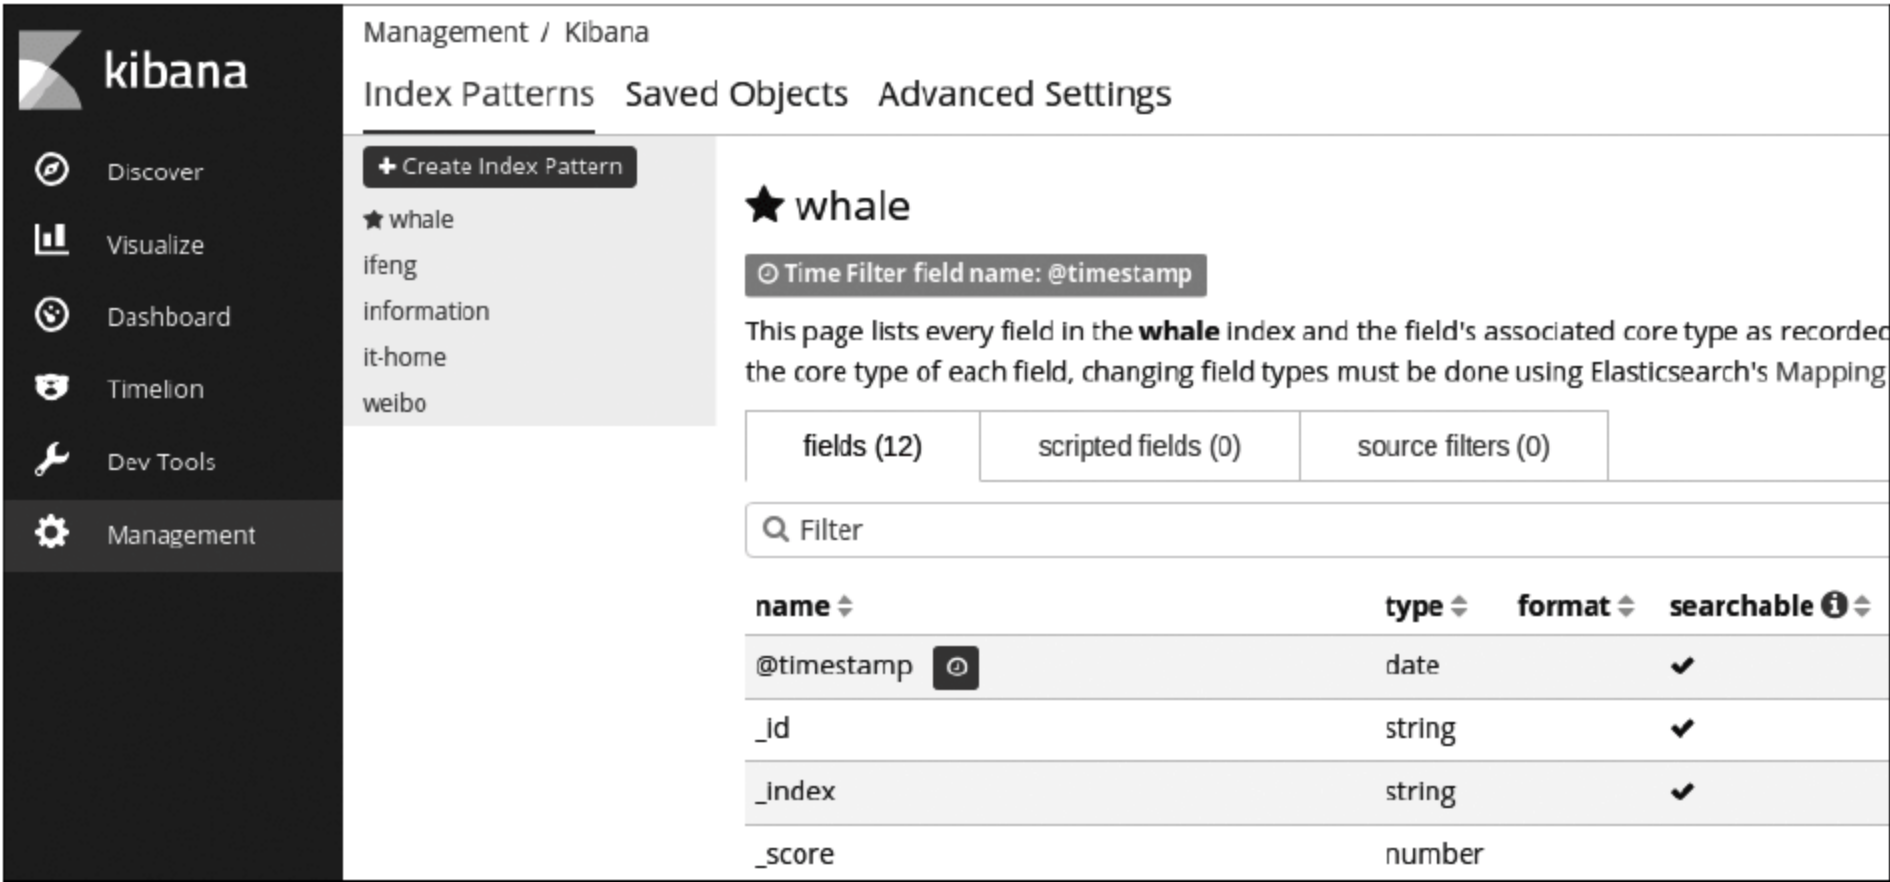 kibana
Discover
Visualize
Dashboard
Timelion
Dev Tools
Management
Management / Kibana
Index Patterns Saved Objects Advanced Settings
Create Index Pattern
whale
ifeng
information
it-home
weibo
whale
Time Filter field name: @timestamp
This page lists every field in the whale index and the field's associated core type as recorded
the core type of each field, changing field types must be done using Elasticsearch's Mapping
fields (12) scripted fields (0) source filters (0)
Filter
name type format searchable
@timestamp date
_id string
_index string
_score number